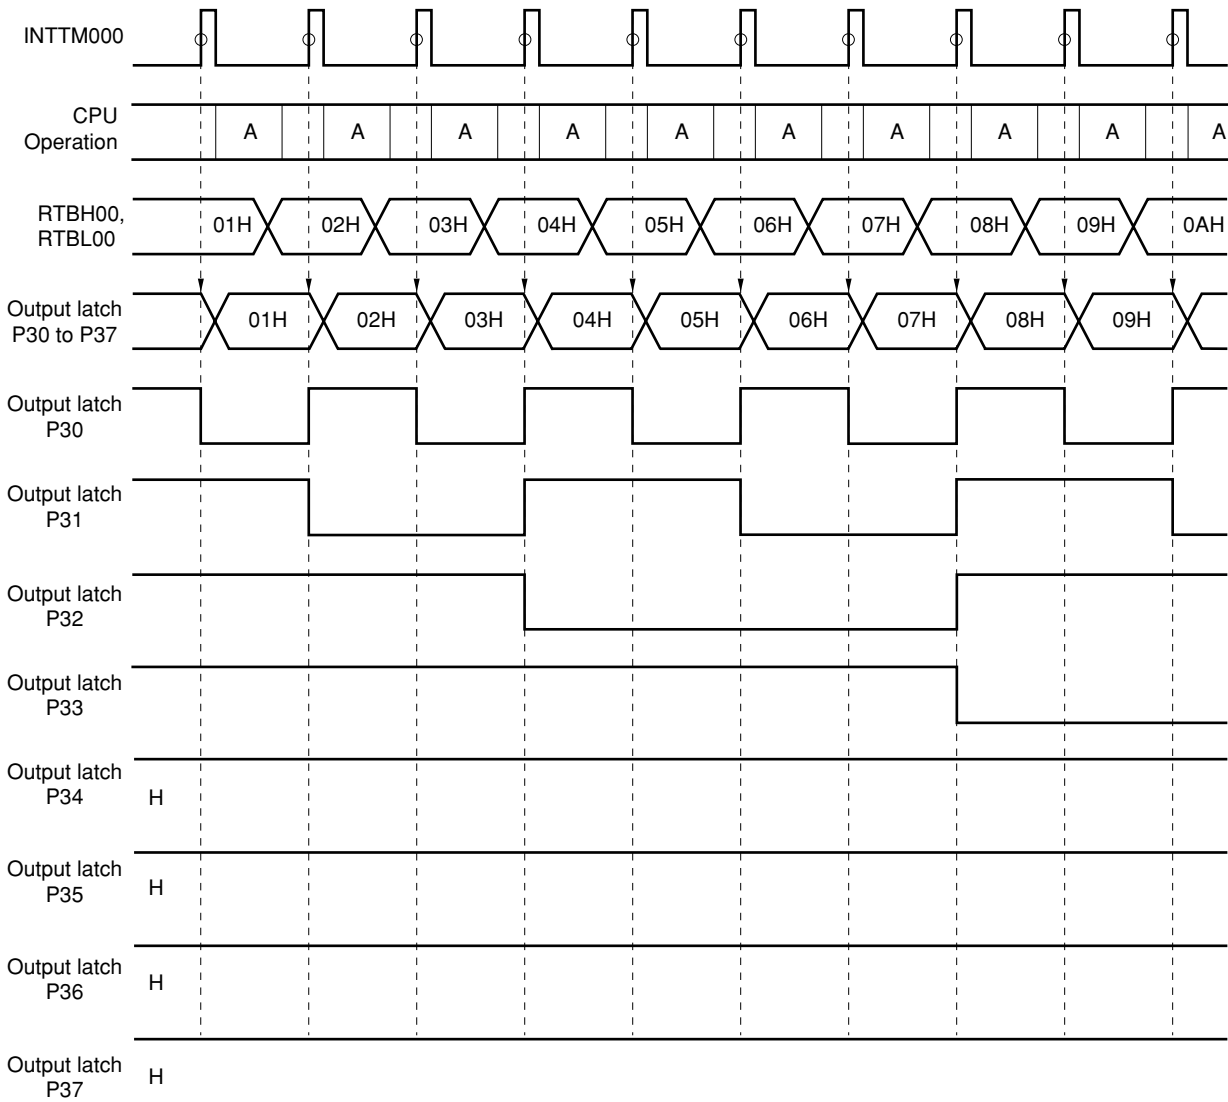 INTTM000
CPU
Operation
A A A A A A A A A A
RTBH00,
RTBL00
01H 02H 03H 04H 05H 06H 07H 08H 09H 0AH
Output latch
P30 to P37
01H 02H 03H 04H 05H 06H 07H 08H 09H
Output latch
P30
Output latch
P31
Output latch
P32
Output latch
P33
Output latch
P34
H
Output latch
P35
H
Output latch
P36
H
Output latch
P37
H